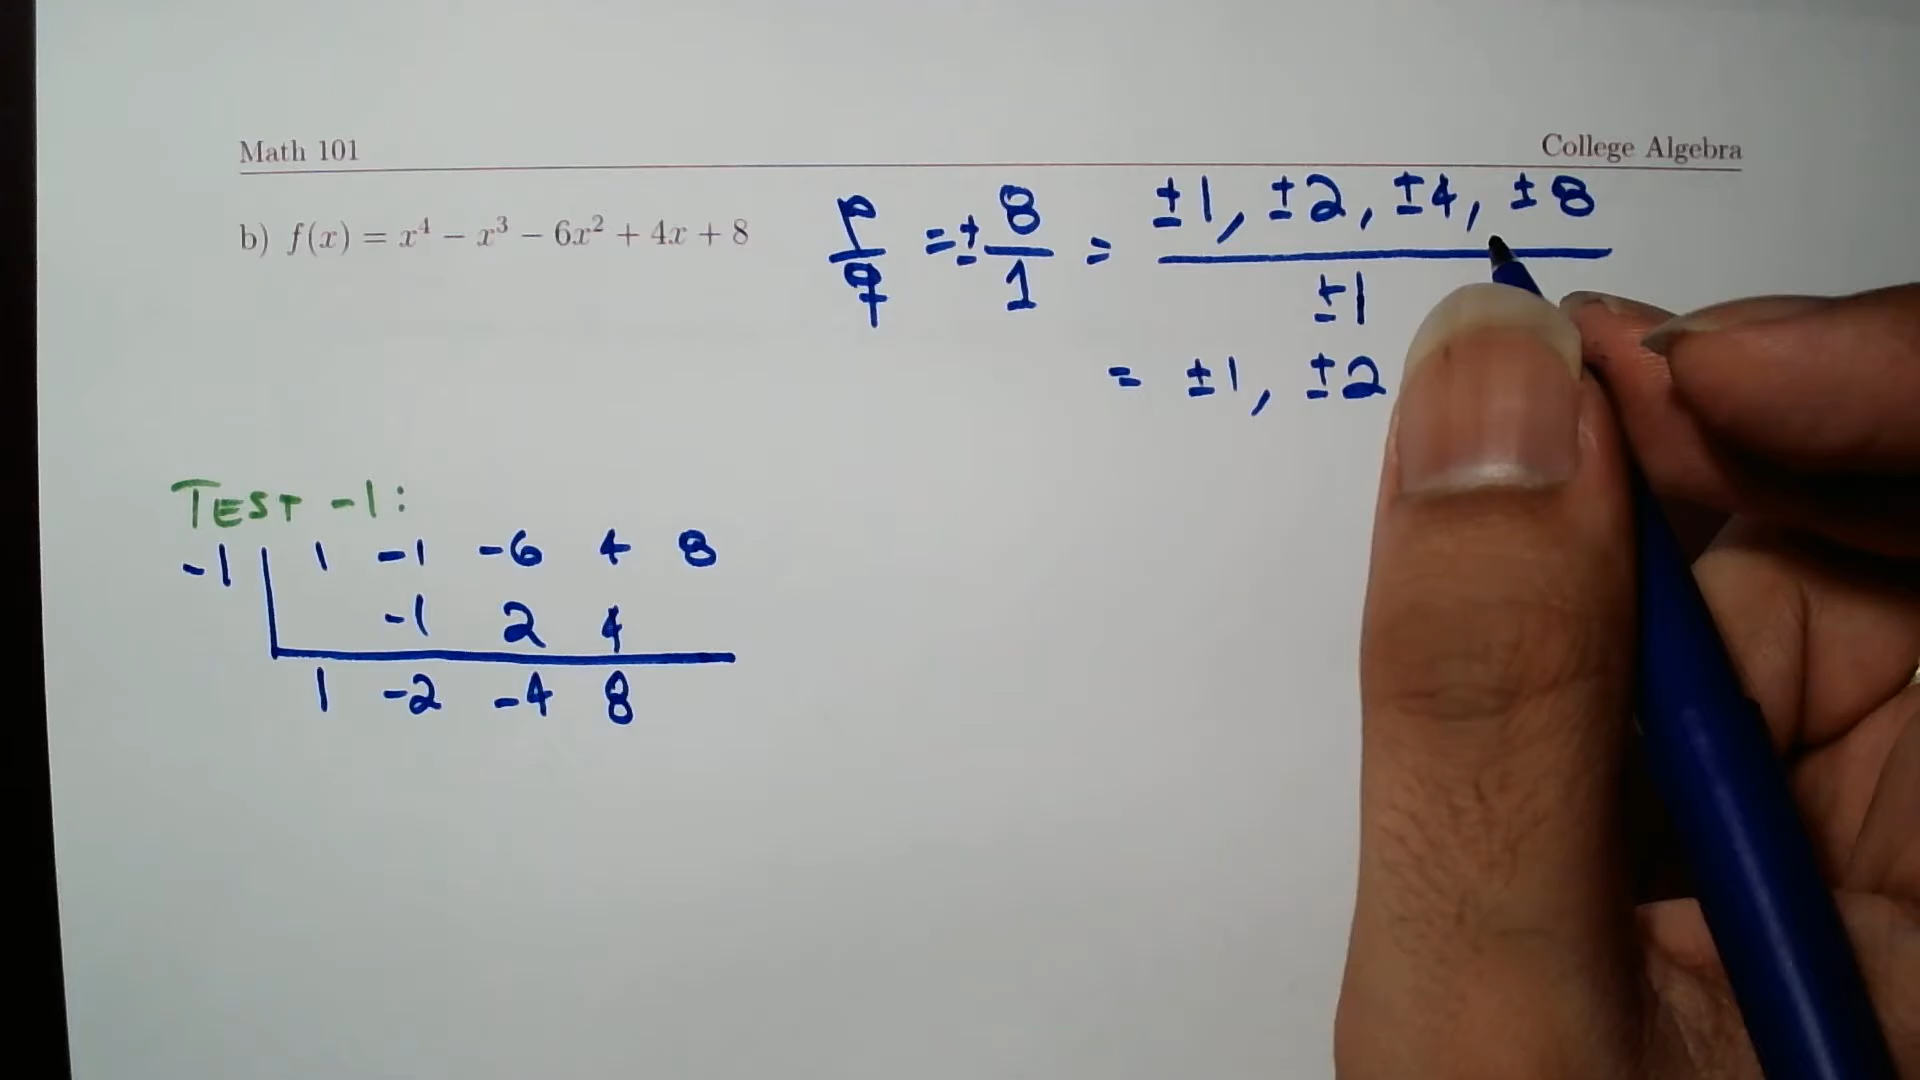 Math 101 College Algebra
b) f(x) = x⁴ − x³ − 6x² + 4x + 8
p/q = ± 8/1 = ±1, ±2, ±4, ±8 / ±1
= ±1, ±2
TEST -1:
-1 | 1 -1 -6 4 8
-1 2 4
1 -2 -4 8